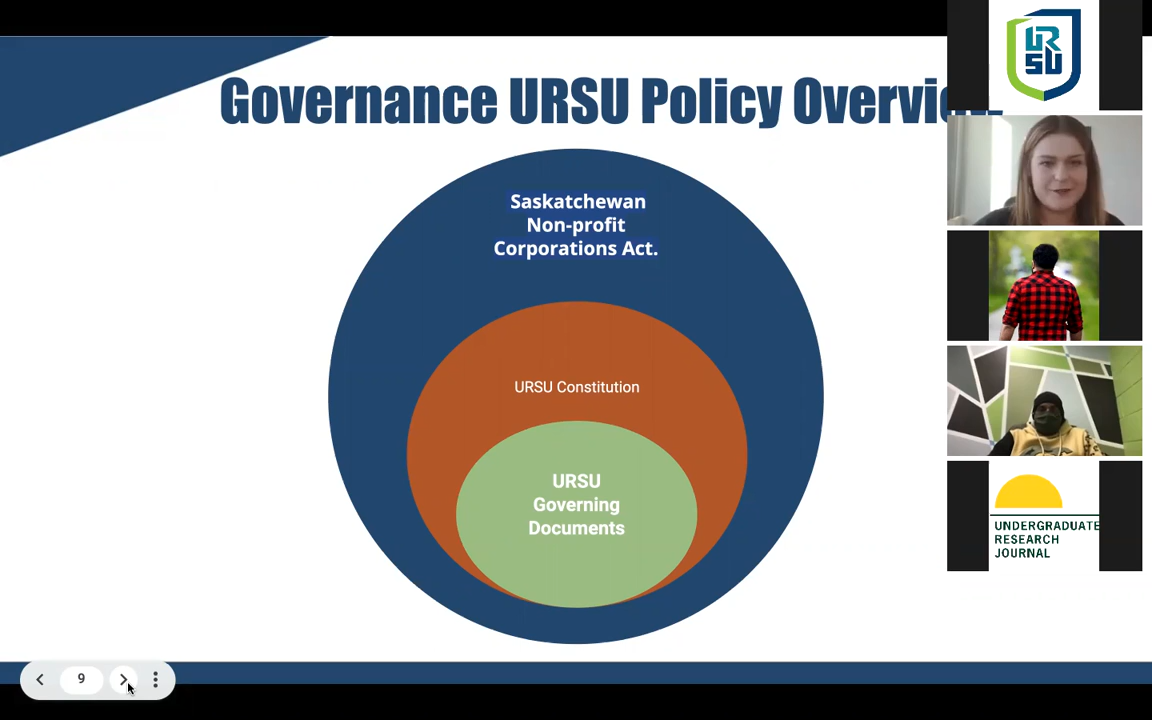 Governance URSU Policy Overview
Saskatchewan
Non-profit
Corporations Act.
URSU Constitution
URSU
Governing
Documents
9
UR
SU
UNDERGRADUATE
RESEARCH
JOURNAL